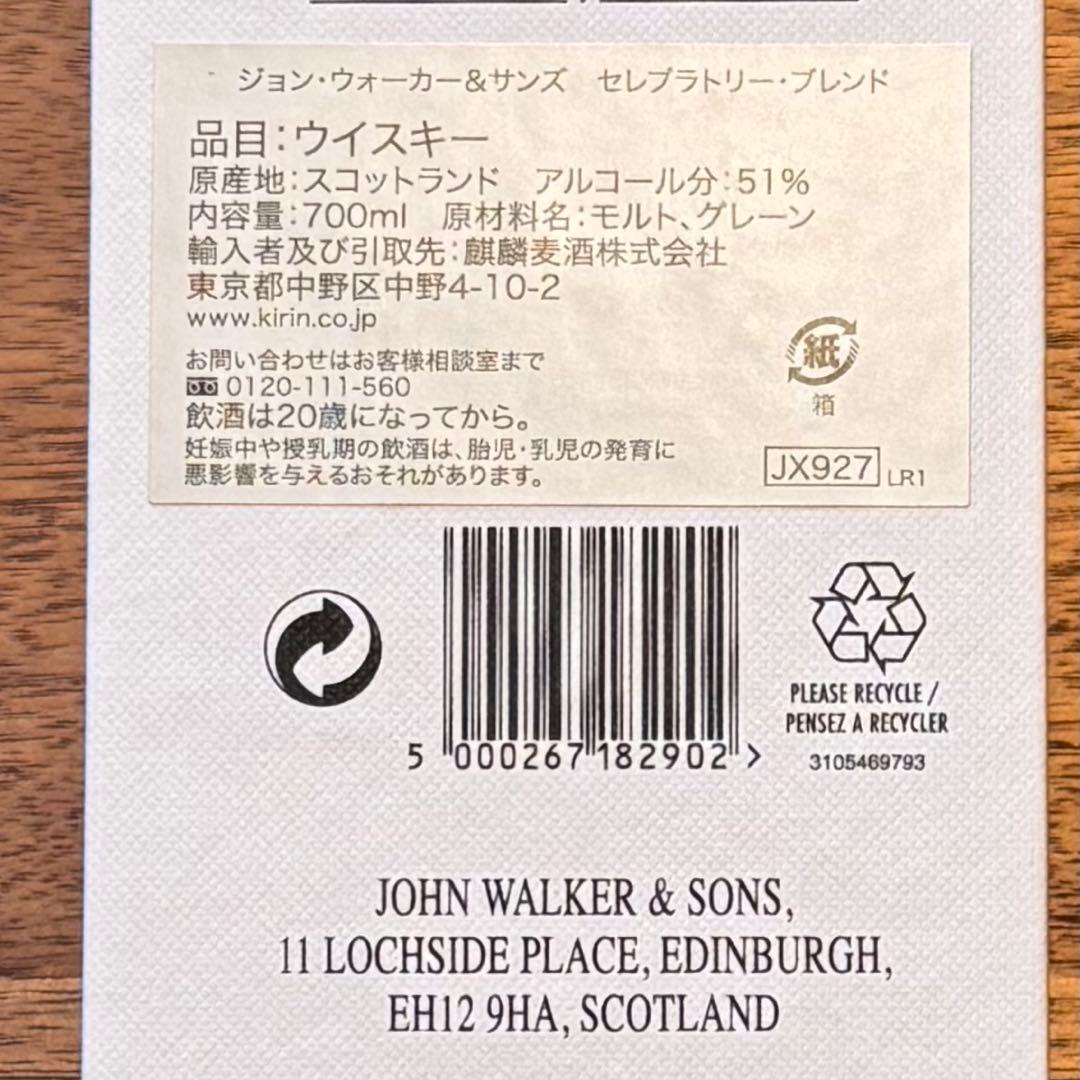 ジョン・ウォーカー&サンズ　セレブラトリー・ブレンド
品目：ウイスキー
原産地：スコットランド　アルコール分：51%
内容量：700ml　原材料名：モルト、グレーン
輸入者及び引取先：麒麟麦酒株式会社
東京都中野区中野4-10-2
www.kirin.co.jp
お問い合わせはお客様相談室まで
0120-111-560
飲酒は20歳になってから。
妊娠中や授乳期の飲酒は、胎児・乳児の発育に
悪影響を与えるおそれがあります。
紙
箱
JX927 LR1
5 000267 182902 >
PLEASE RECYCLE /
PENSEZ A RECYCLER
3105469793
JOHN WALKER & SONS,
11 LOCHSIDE PLACE, EDINBURGH,
EH12 9HA, SCOTLAND